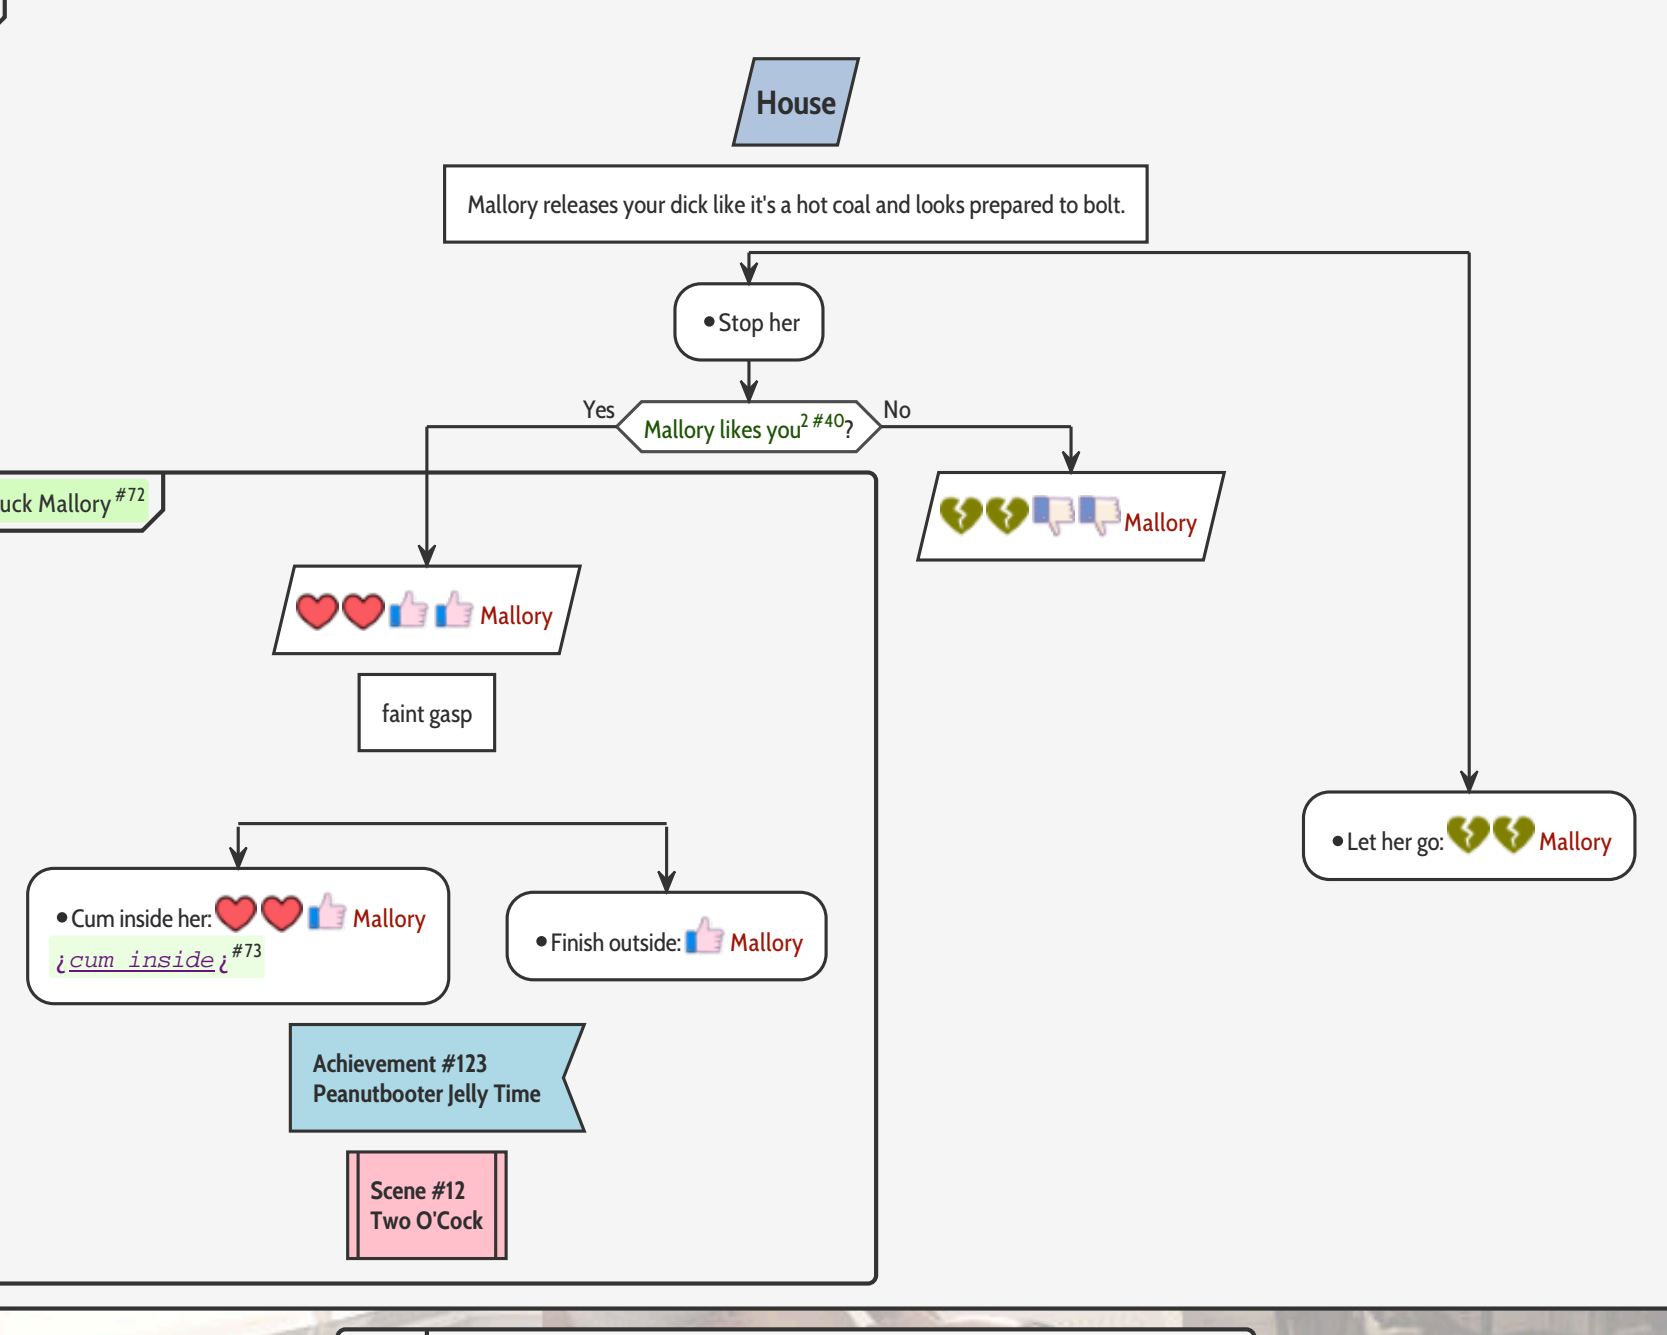 House
Mallory releases your dick like it's a hot coal and looks prepared to bolt.
•Stop her
Yes
Mallory likes you2 #40?
No
uck Mallory#72
Mallory
Mallory
faint gasp
•Let her go: Mallory
•Cum inside her: Mallory
¿cum inside¿#73
•Finish outside: Mallory
Achievement #123
Peanutbooter Jelly Time
Scene #12
Two O'Cock